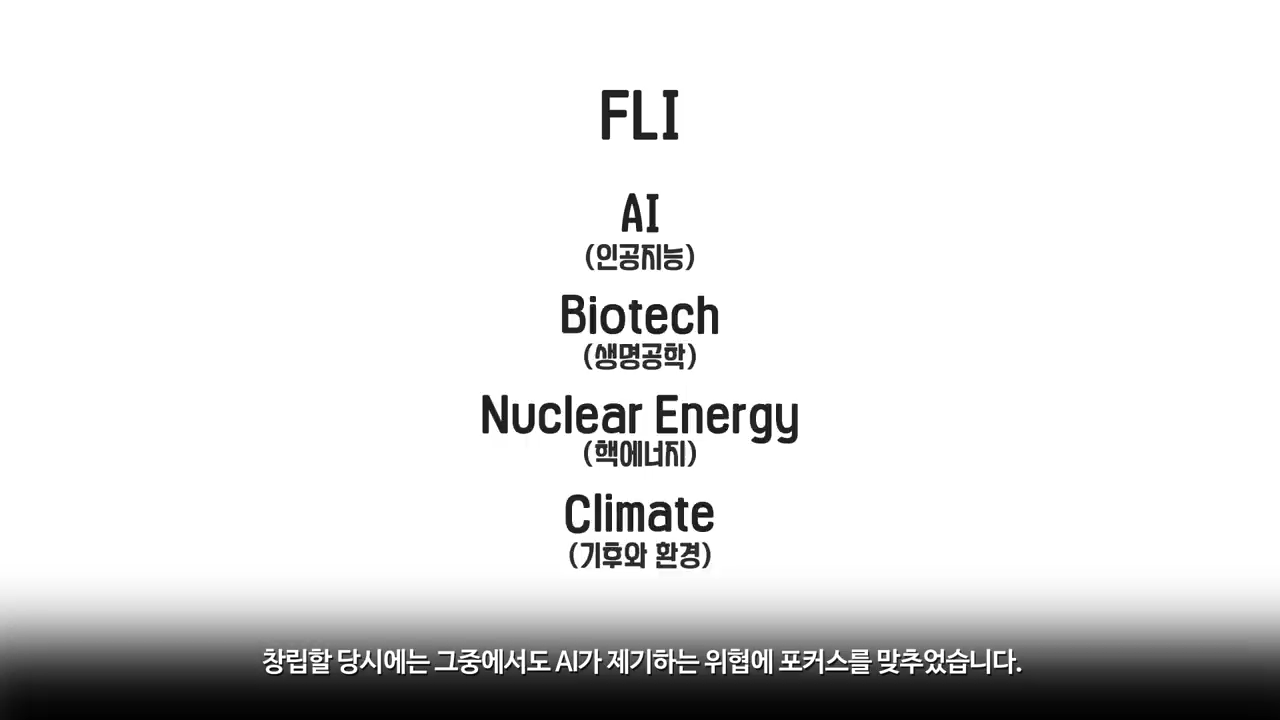 FLI
AI
(인공지능)
Biotech
(생명공학)
Nuclear Energy
(핵에너지)
Climate
(기후와 환경)
창립할 당시에는 그중에서도 AI가 제기하는 위협에 포커스를 맞추었습니다.